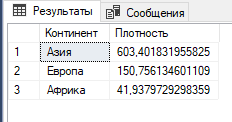 Результаты Сообщения
Континент Плотность
1 Азия 603,401831955825
2 Европа 150,756134601109
3 Африка 41,9379729298359